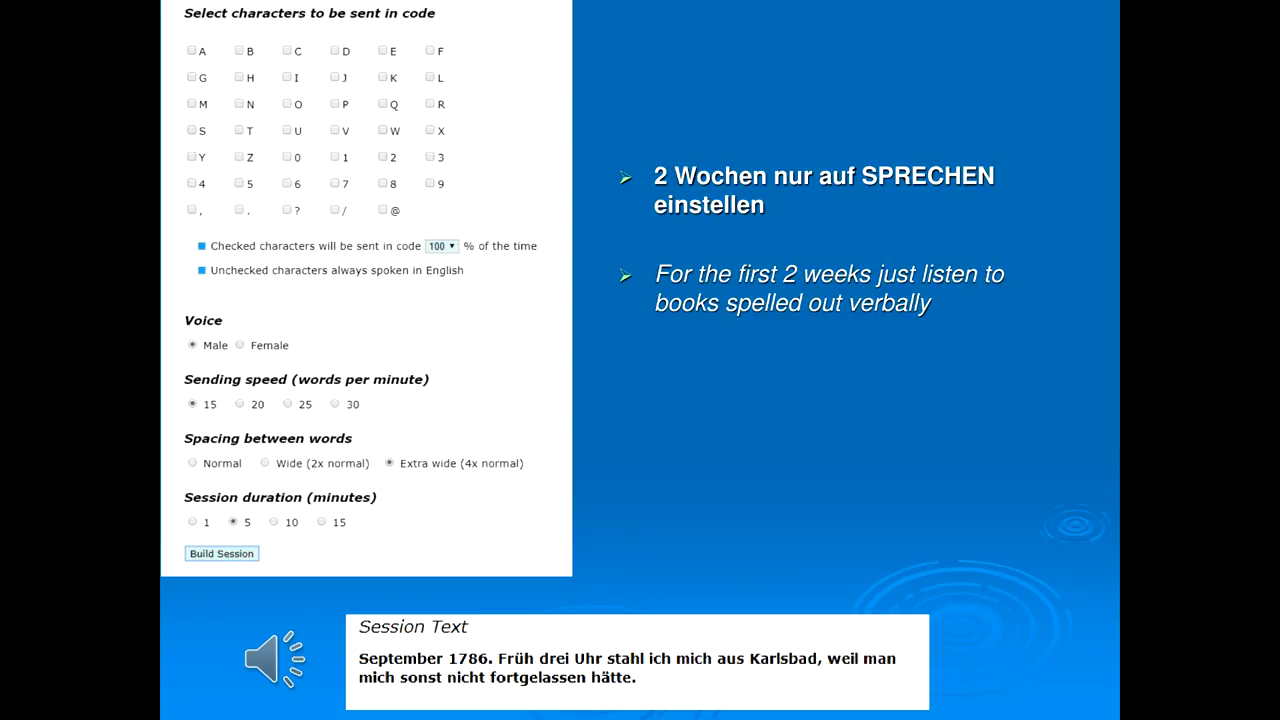 Select characters to be sent in code
A B C D E F
G H I J K L
M N O P Q R
S T U V W X
Y Z 0 1 2 3
4 5 6 7 8 9
, . ? / @
Checked characters will be sent in code 100 % of the time
Unchecked characters always spoken in English
Voice
Male Female
Sending speed (words per minute)
15 20 25 30
Spacing between words
Normal Wide (2x normal) Extra wide (4x normal)
Session duration (minutes)
1 5 10 15
Build Session
2 Wochen nur auf SPRECHEN
einstellen
For the first 2 weeks just listen to
books spelled out verbally
Session Text
September 1786. Früh drei Uhr stahl ich mich aus Karlsbad, weil man
mich sonst nicht fortgelassen hätte.